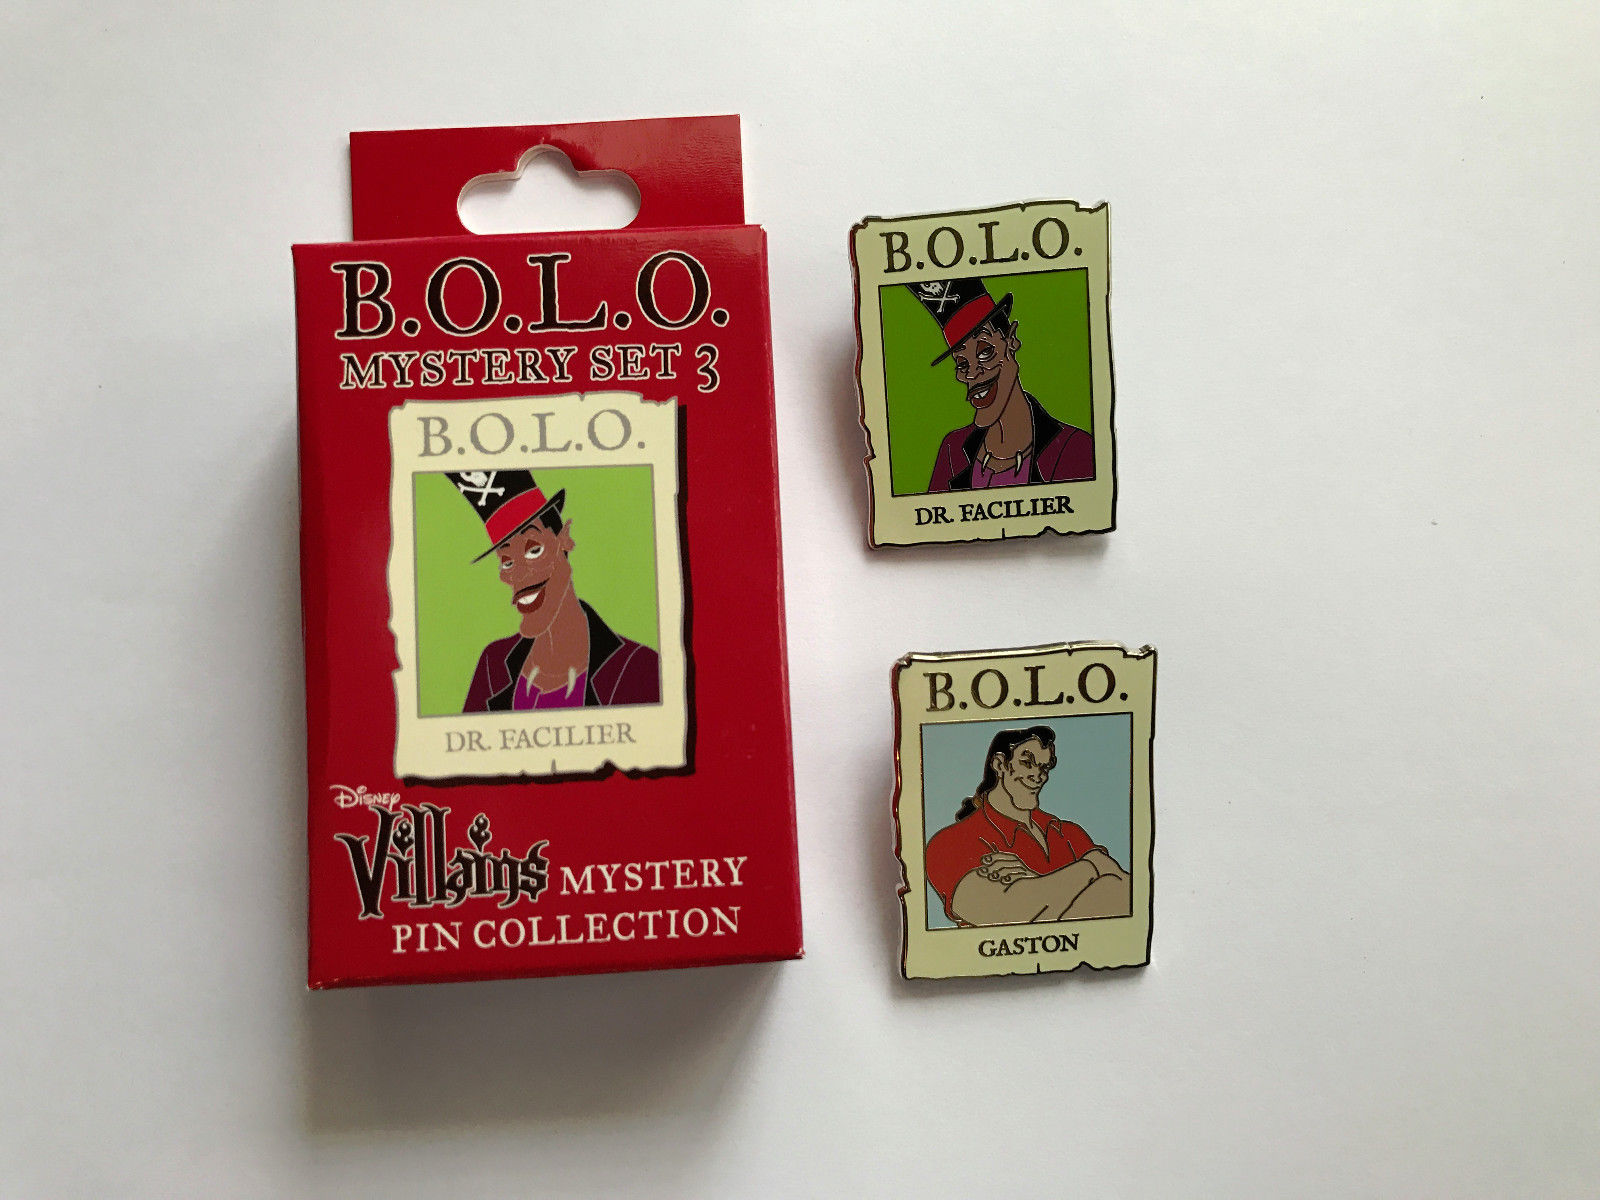 B.O.L.O.
MYSTERY SET 3
B.O.L.O.
DR. FACILIER
Disney
Villains MYSTERY
PIN COLLECTION
B.O.L.O.
DR. FACILIER
B.O.L.O.
GASTON